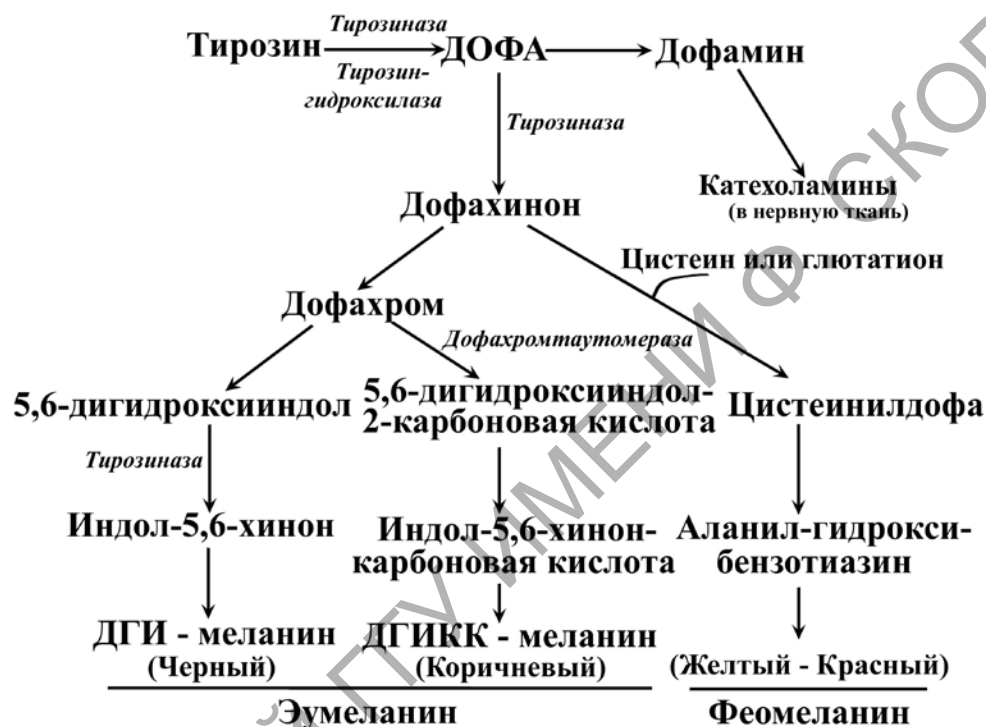 Тирозиназа
Тирозин
ДОФА
Дофамин
Тирозин-
гидроксилаза
Тирозиназа
Катехоламины
(в нервную ткань)
Дофахинон
Цистеин или глютатион
Дофахром
Дофахромтаутомераза
5,6-дигидроксииндол
5,6-дигидроксииндол-
2-карбоновая кислота
Цистеинилдофа
Тирозиназа
Индол-5,6-хинон
Индол-5,6-хинон-
карбоновая кислота
Аланил-гидрокси-
бензотиазин
ДГИ - меланин
(Черный)
ДГИКК - меланин
(Коричневый)
(Желтый - Красный)
Эумеланин
Феомеланин
ГГУ ИМЕНИ Ф